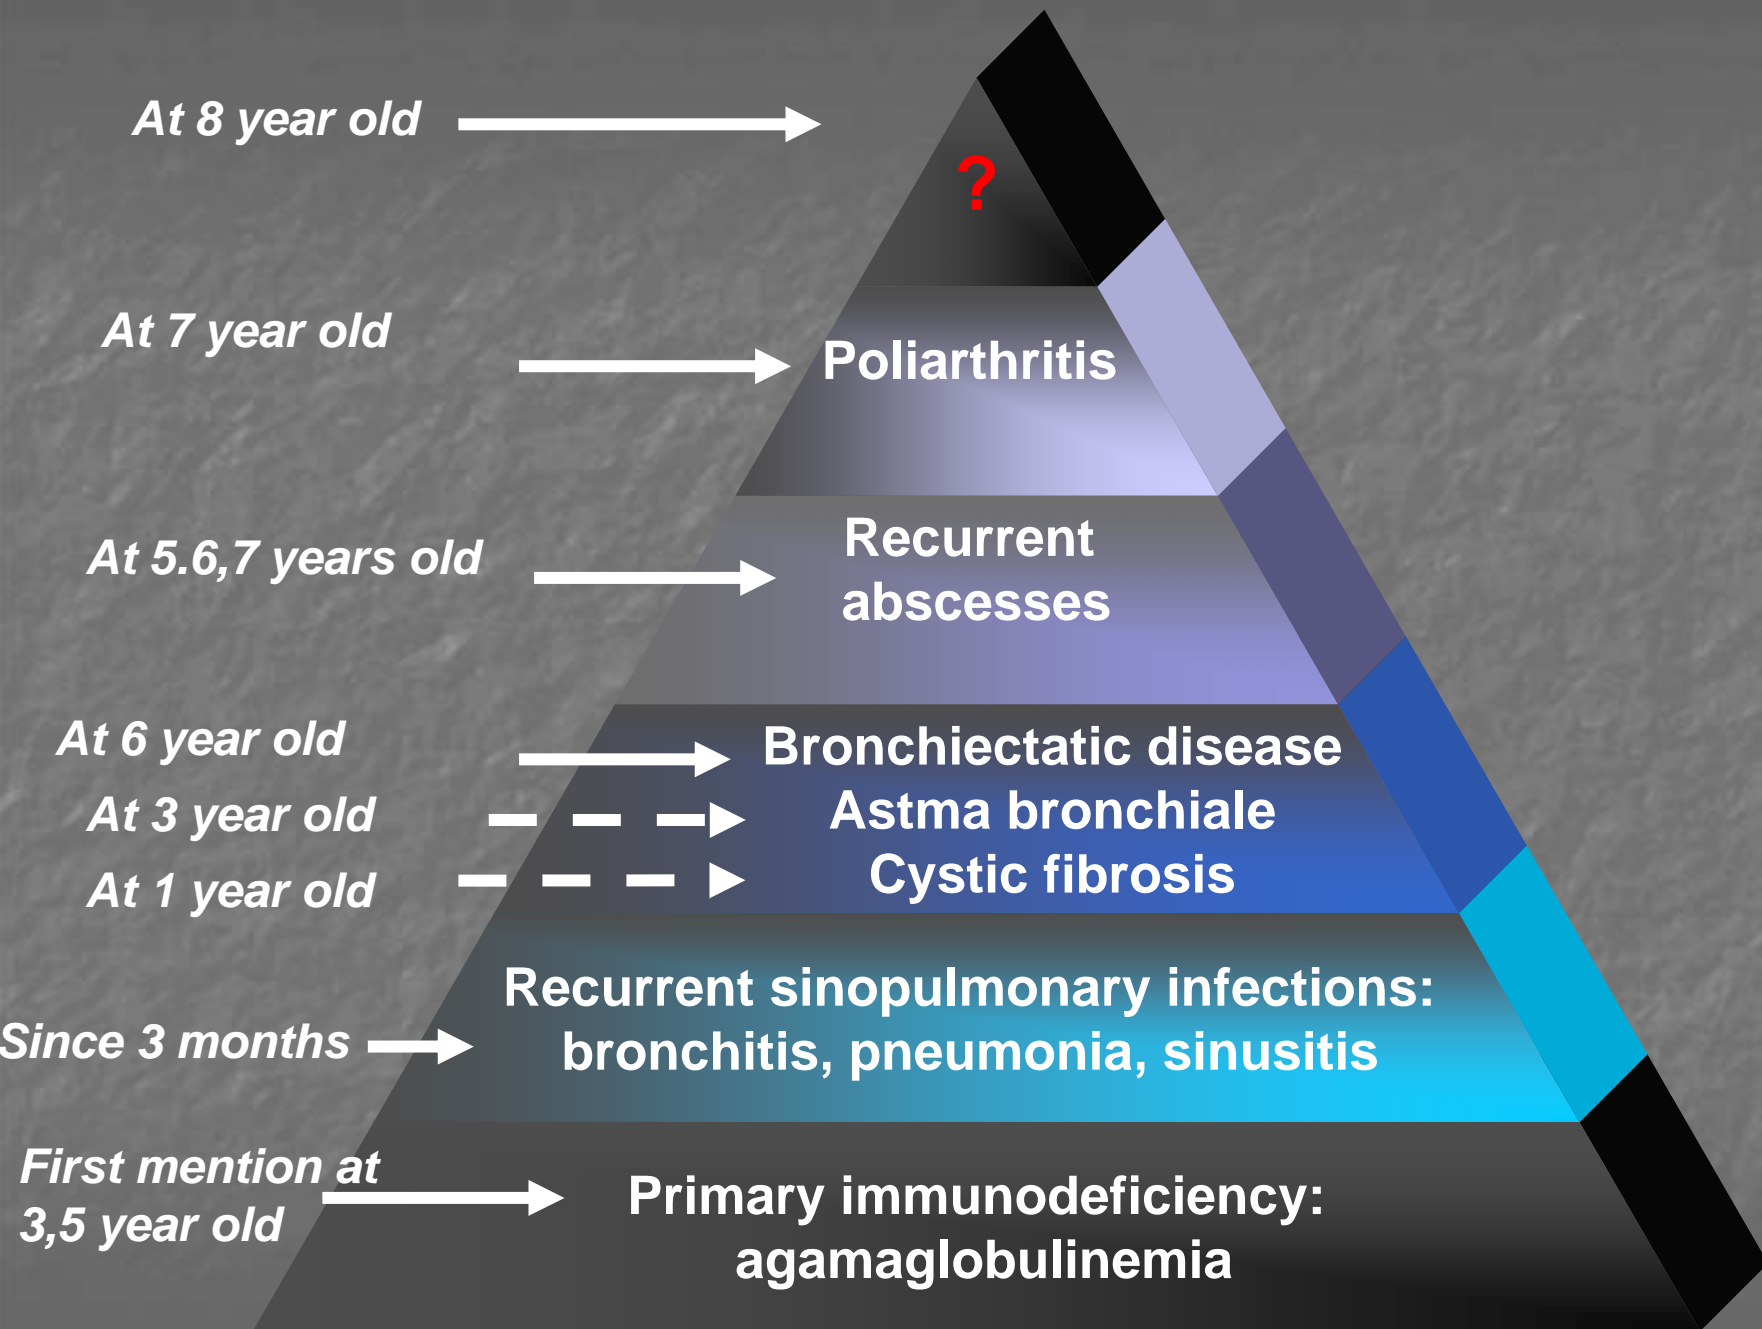 At 8 year old
?
At 7 year old
Poliarthritis
At 5.6,7 years old
Recurrent
abscesses
At 6 year old
Bronchiectatic disease
At 3 year old
Astma bronchiale
At 1 year old
Cystic fibrosis
Since 3 months
Recurrent sinopulmonary infections:
bronchitis, pneumonia, sinusitis
First mention at
3,5 year old
Primary immunodeficiency:
agamaglobulinemia